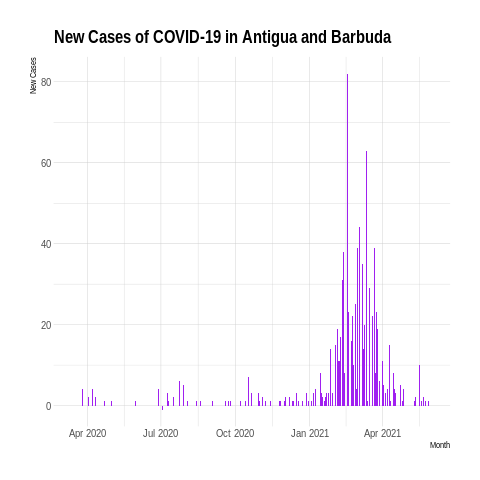 New Cases of COVID-19 in Antigua and Barbuda
New Cases
80
60
40
20
0
Apr 2020 Jul 2020 Oct 2020 Jan 2021 Apr 2021
Month